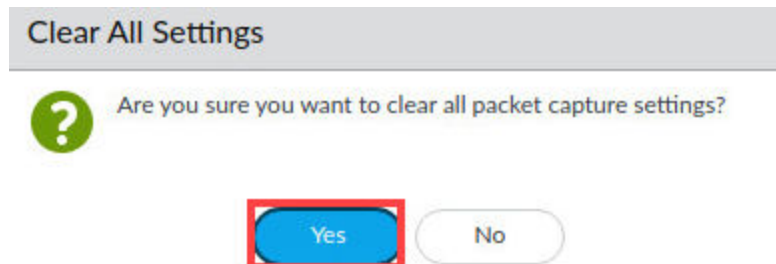 Clear All Settings
Are you sure you want to clear all packet capture settings?
Yes No